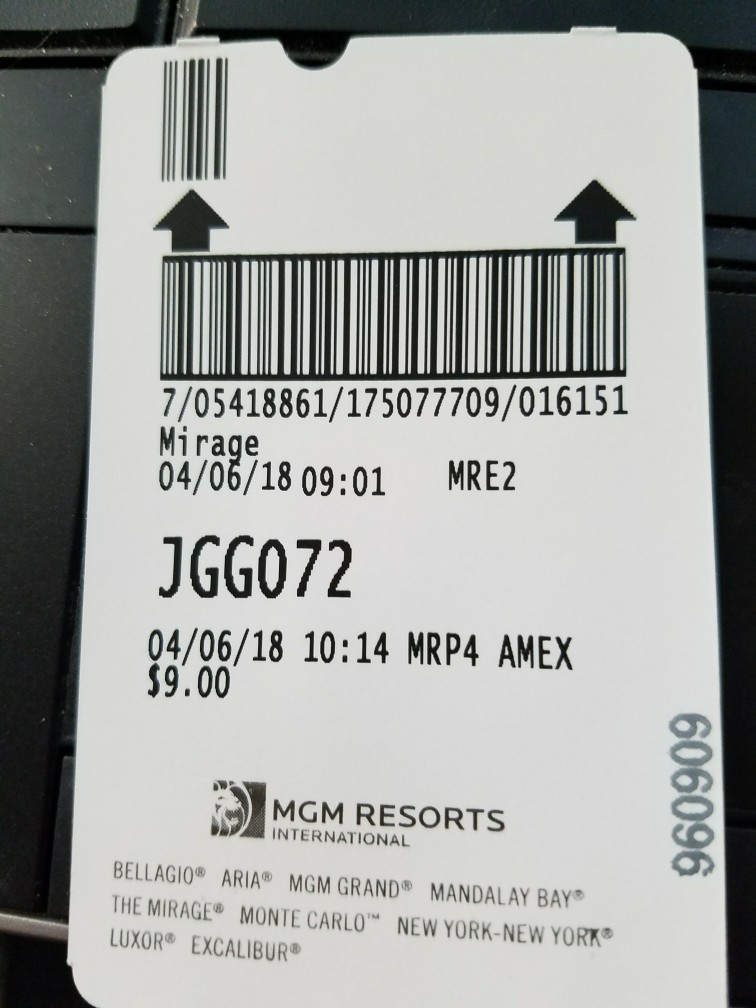 7/05418861/175077709/016151
Mirage
04/06/18 09:01 MRE2
JGG072
04/06/18 10:14 MRP4 AMEX
$9.00
960909
MGM RESORTS
INTERNATIONAL
BELLAGIO® ARIA® MGM GRAND® MANDALAY BAY®
THE MIRAGE® MONTE CARLO™ NEW YORK-NEW YORK®
LUXOR® EXCALIBUR®